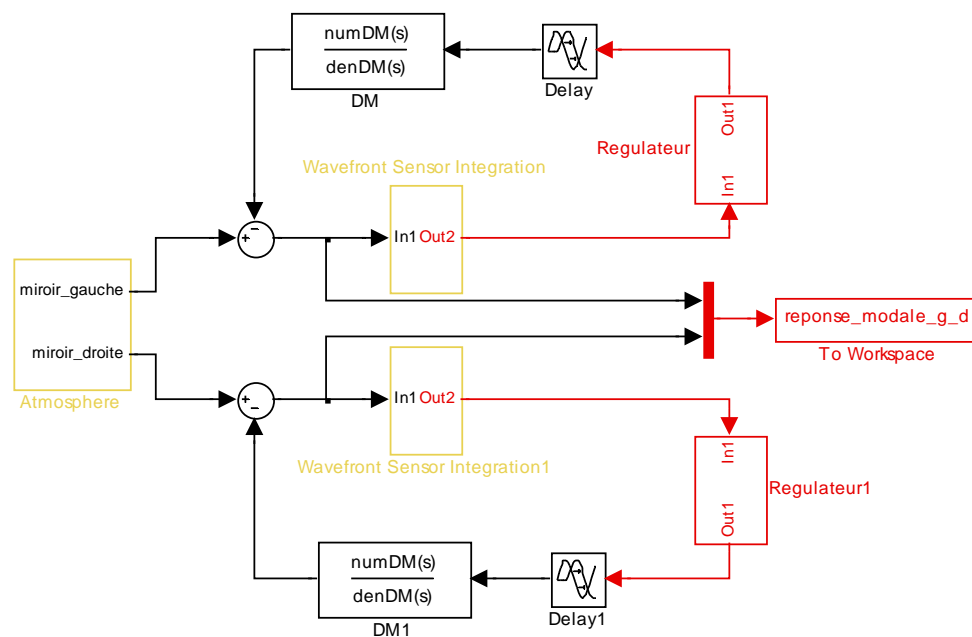 numDM(s)
denDM(s)
DM
Delay
Out1
Regulateur
In1
Wavefront Sensor Integration
In1 Out2
+
−
miroir_gauche
miroir_droite
Atmosphere
reponse_modale_g_d
To Workspace
+
−
In1 Out2
Wavefront Sensor Integration1
In1
Regulateur1
Out1
numDM(s)
denDM(s)
DM1
Delay1